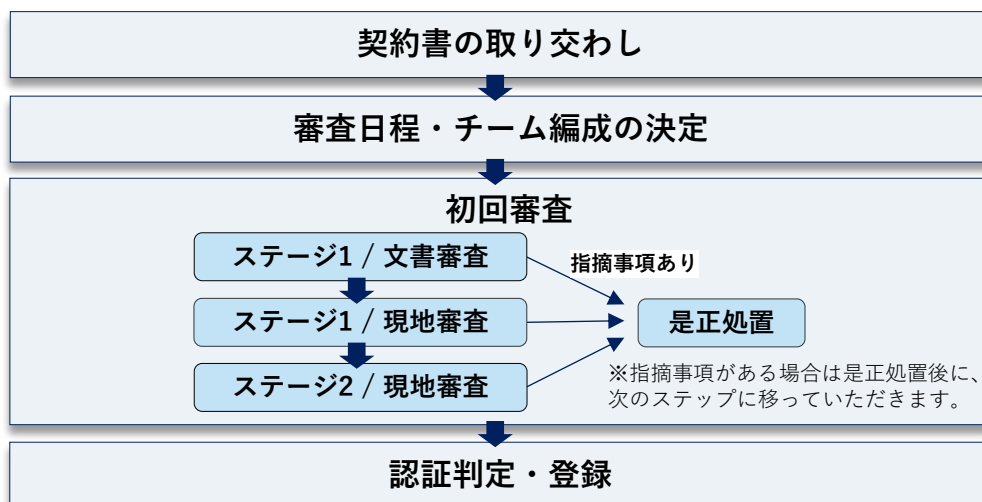 契約書の取り交わし
審査日程・チーム編成の決定
初回審査
ステージ1 / 文書審査
指摘事項あり
ステージ1 / 現地審査
是正処置
ステージ2 / 現地審査
※指摘事項がある場合は是正処置後に、
次のステップに移っていただきます。
認証判定・登録